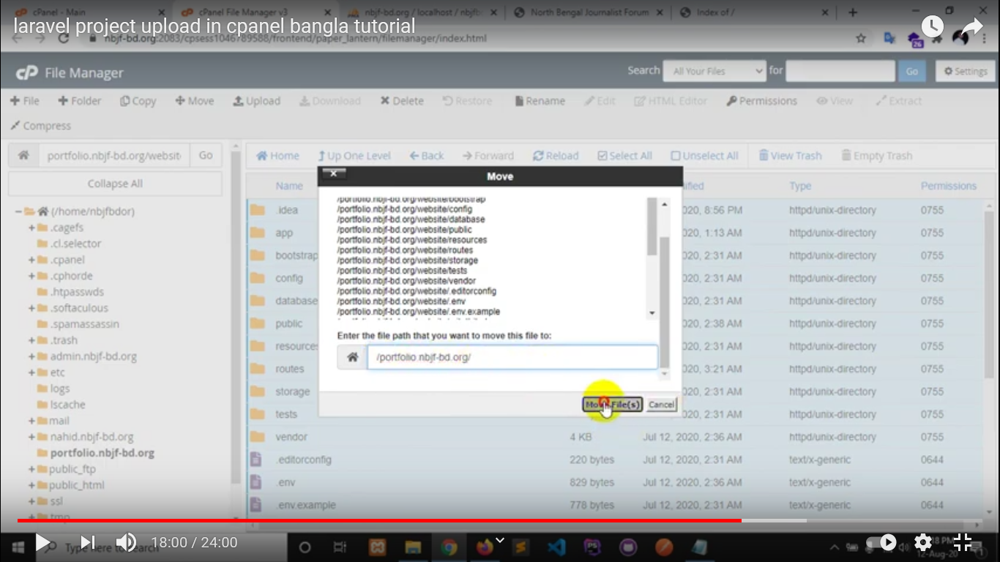 cPanel - Main
cPanel File Manager v3
nbjf-bd.org / localhost / nbjfb
North Bengal Journalist Forum
Index of /
laravel project upload in cpanel bangla tutorial
nbjf-bd.org:2083/cpsess1046789588/frontend/paper_lantern/filemanager/index.html
26
cP File Manager
Search All Your Files for Go Settings
File Folder Copy Move Upload Download Delete Restore Rename Edit HTML Editor Permissions View Extract
Compress
portfolio.nbjf-bd.org/websit Go
Home Up One Level Back Forward Reload Select All Unselect All View Trash Empty Trash
Collapse All
(/home/nbjfbdor)
.cagefs
.cl.selector
.cpanel
.cphorde
.htpasswds
.softaculous
.spamassassin
.trash
admin.nbjf-bd.org
etc
logs
lscache
mail
nahid.nbjf-bd.org
portfolio.nbjf-bd.org
public_ftp
public_html
ssl
tmp
Move
/portfolio.nbjf-bd.org/website/bootstrap
/portfolio.nbjf-bd.org/website/config
/portfolio.nbjf-bd.org/website/database
/portfolio.nbjf-bd.org/website/public
/portfolio.nbjf-bd.org/website/resources
/portfolio.nbjf-bd.org/website/routes
/portfolio.nbjf-bd.org/website/storage
/portfolio.nbjf-bd.org/website/tests
/portfolio.nbjf-bd.org/website/vendor
/portfolio.nbjf-bd.org/website/.editorconfig
/portfolio.nbjf-bd.org/website/.env
/portfolio.nbjf-bd.org/website/.env.example
Enter the file path that you want to move this file to:
/portfolio.nbjf-bd.org/
Move File(s) Cancel
Name ified Type Permissions
.idea 020, 8:56 PM httpd/unix-directory 0755
app 020, 1:13 AM httpd/unix-directory 0755
bootstrap 020, 2:31 AM httpd/unix-directory 0755
config 020, 2:31 AM httpd/unix-directory 0755
database 020, 2:31 AM httpd/unix-directory 0755
public 020, 2:38 AM httpd/unix-directory 0755
resources 020, 2:31 AM httpd/unix-directory 0755
routes 020, 3:21 AM httpd/unix-directory 0755
storage 020, 2:31 AM httpd/unix-directory 0755
tests 020, 2:31 AM httpd/unix-directory 0755
vendor 4 KB Jul 12, 2020, 2:36 AM httpd/unix-directory 0755
.editorconfig 220 bytes Jul 12, 2020, 2:31 AM text/x-generic 0644
.env 829 bytes Jul 12, 2020, 2:36 AM text/x-generic 0644
.env.example 778 bytes Jul 12, 2020, 2:31 AM text/x-generic 0644
18:00 / 24:00
Type here to search
18 PM
12-Aug-20